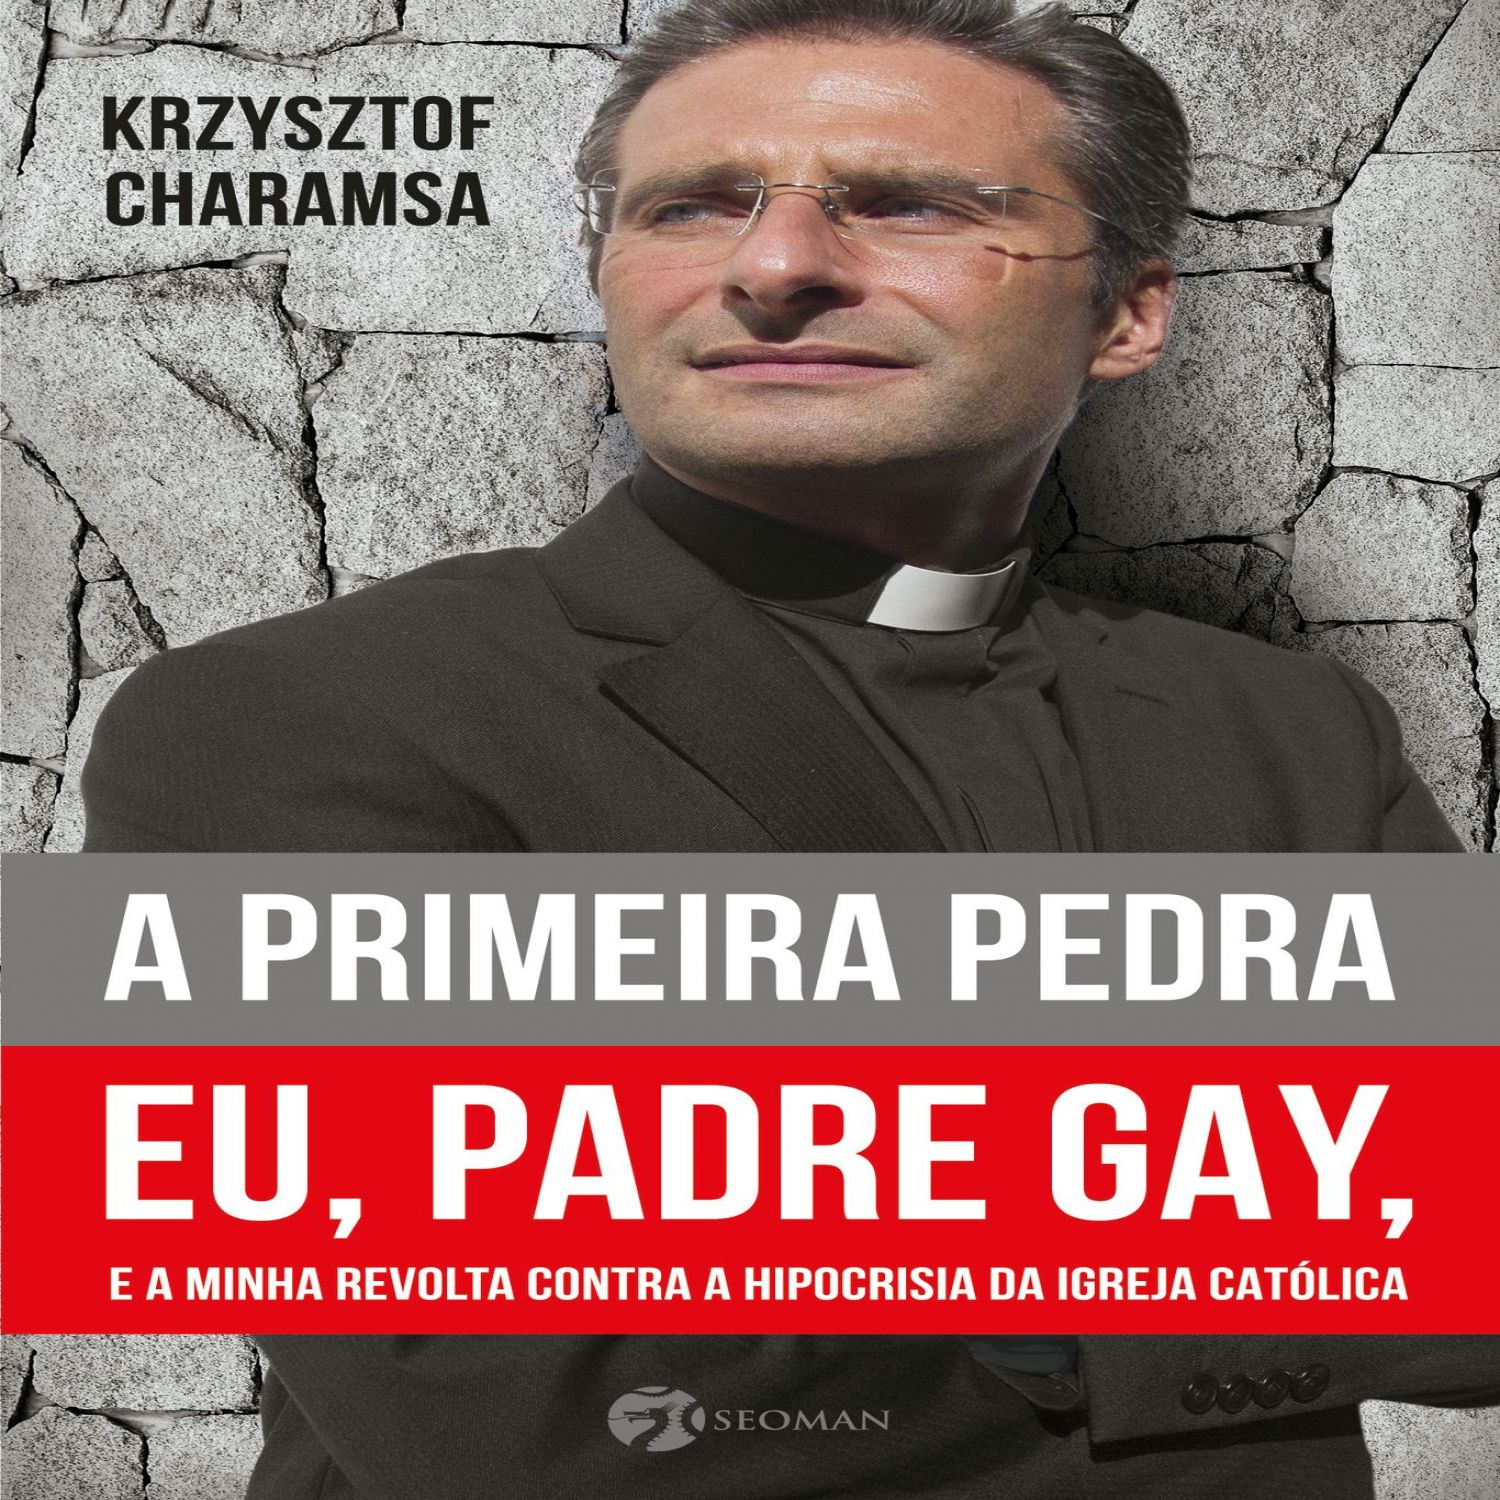 KRZYSZTOF
CHARAMSA
A PRIMEIRA PEDRA
EU, PADRE GAY,
E A MINHA REVOLTA CONTRA A HIPOCRISIA DA IGREJA CATÓLICA
SEOMAN